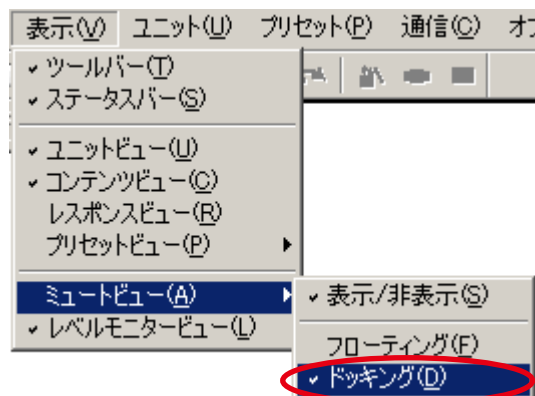 表示(V) ユニット(U) プリセット(P) 通信(C)
ツールバー(T)
ステータスバー(S)
ユニットビュー(U)
コンテンツビュー(C)
レスポンスビュー(R)
プリセットビュー(P)
ミュートビュー(A)
レベルモニタービュー(L)
表示/非表示(S)
フローティング(F)
ドッキング(D)